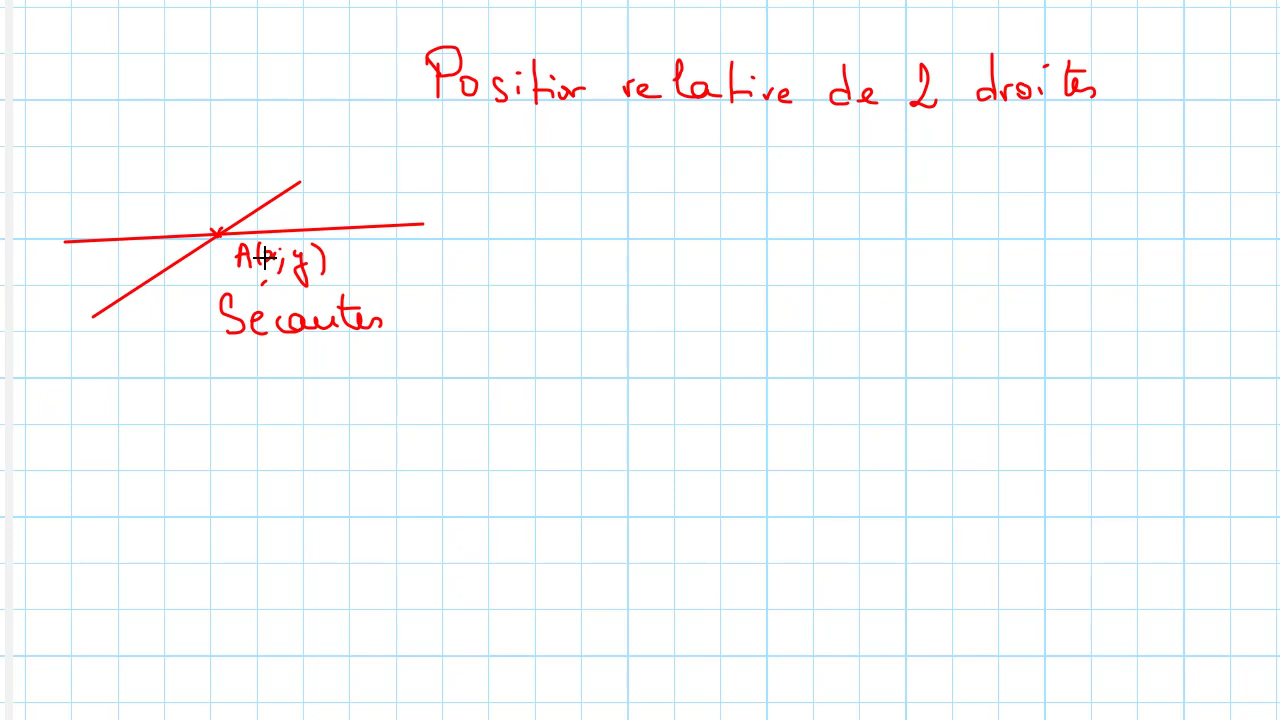 Position relative de 2 droites
A(x; y)
Sécantes